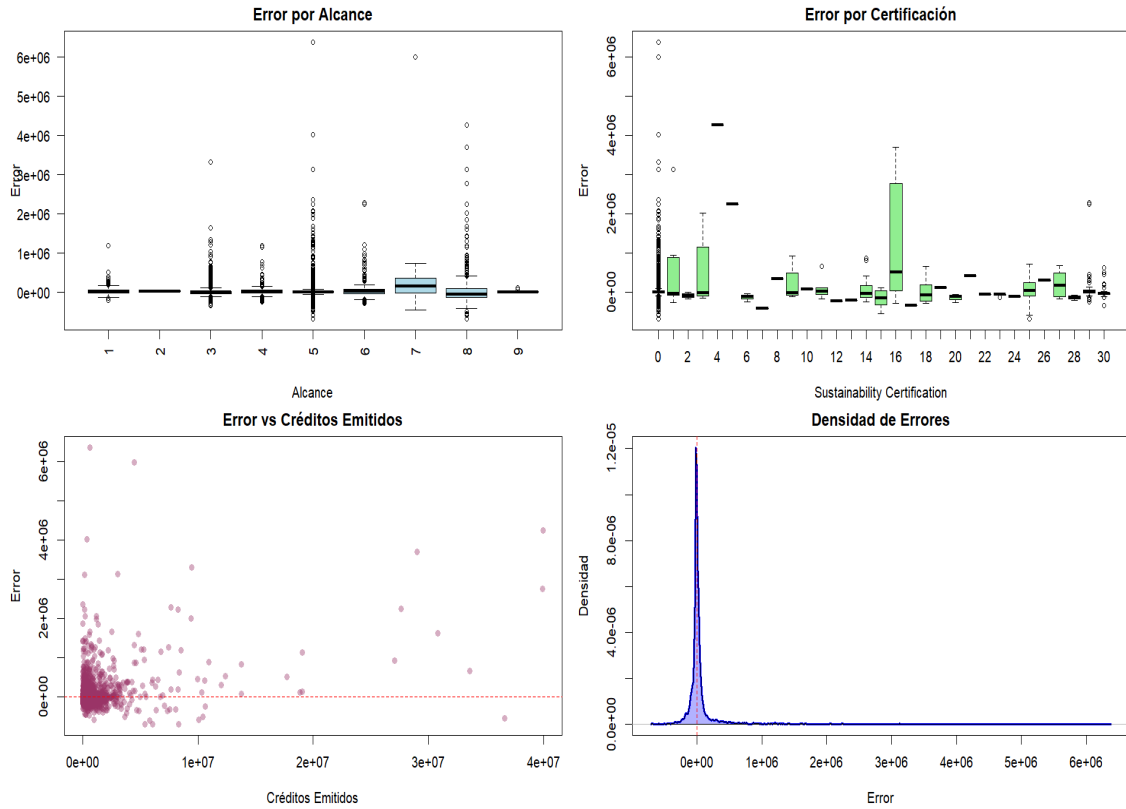 Error por Alcance
Error
0e+00
1e+06
2e+06
3e+06
4e+06
5e+06
6e+06
1 2 3 4 5 6 7 8 9
Alcance
Error por Certificación
Error
0e+00
2e+06
4e+06
6e+06
0 2 4 6 8 10 12 14 16 18 20 22 24 26 28 30
Sustainability Certification
Error vs Créditos Emitidos
Error
0e+00
2e+06
4e+06
6e+06
0e+00 1e+07 2e+07 3e+07 4e+07
Créditos Emitidos
Densidad de Errores
Densidad
0.0e+00
4.0e-06
8.0e-06
1.2e-05
0e+00 1e+06 2e+06 3e+06 4e+06 5e+06 6e+06
Error